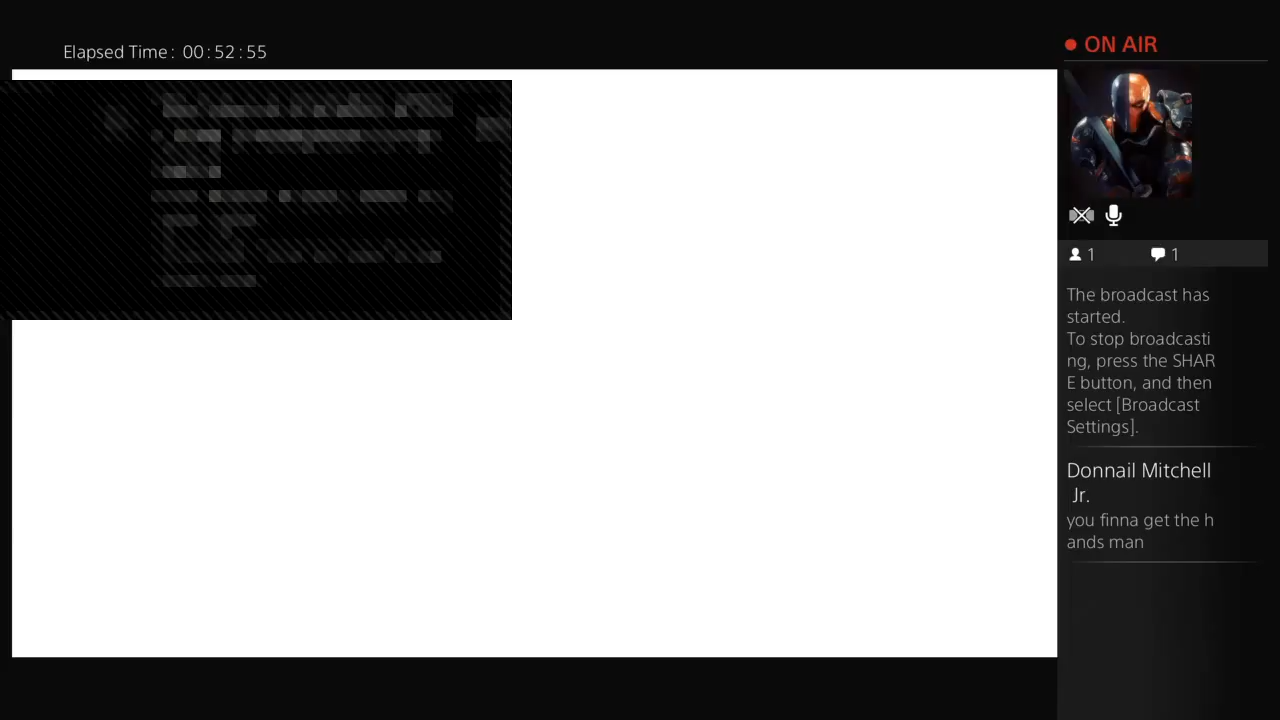 Elapsed Time: 00:52:55
ON AIR
1
1
The broadcast has
started.
To stop broadcasti
ng, press the SHAR
E button, and then
select [Broadcast
Settings].
Donnail Mitchell
Jr.
you finna get the h
ands man